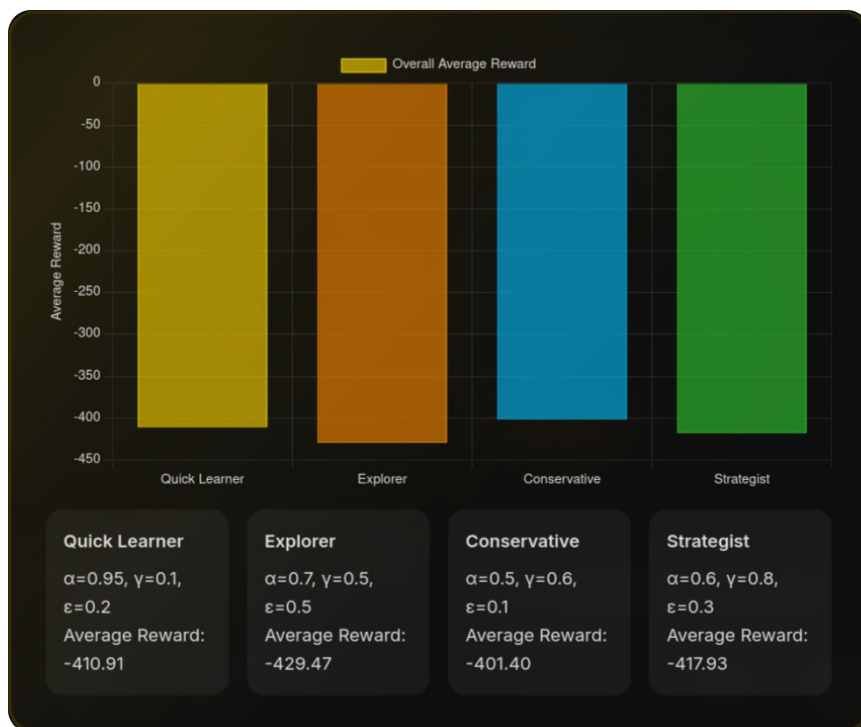 Overall Average Reward
0
-50
-100
-150
-200
-250
-300
-350
-400
-450
Average Reward
Quick Learner
Explorer
Conservative
Strategist
Quick Learner
α=0.95, γ=0.1,
ε=0.2
Average Reward:
-410.91
Explorer
α=0.7, γ=0.5,
ε=0.5
Average Reward:
-429.47
Conservative
α=0.5, γ=0.6,
ε=0.1
Average Reward:
-401.40
Strategist
α=0.6, γ=0.8,
ε=0.3
Average Reward:
-417.93